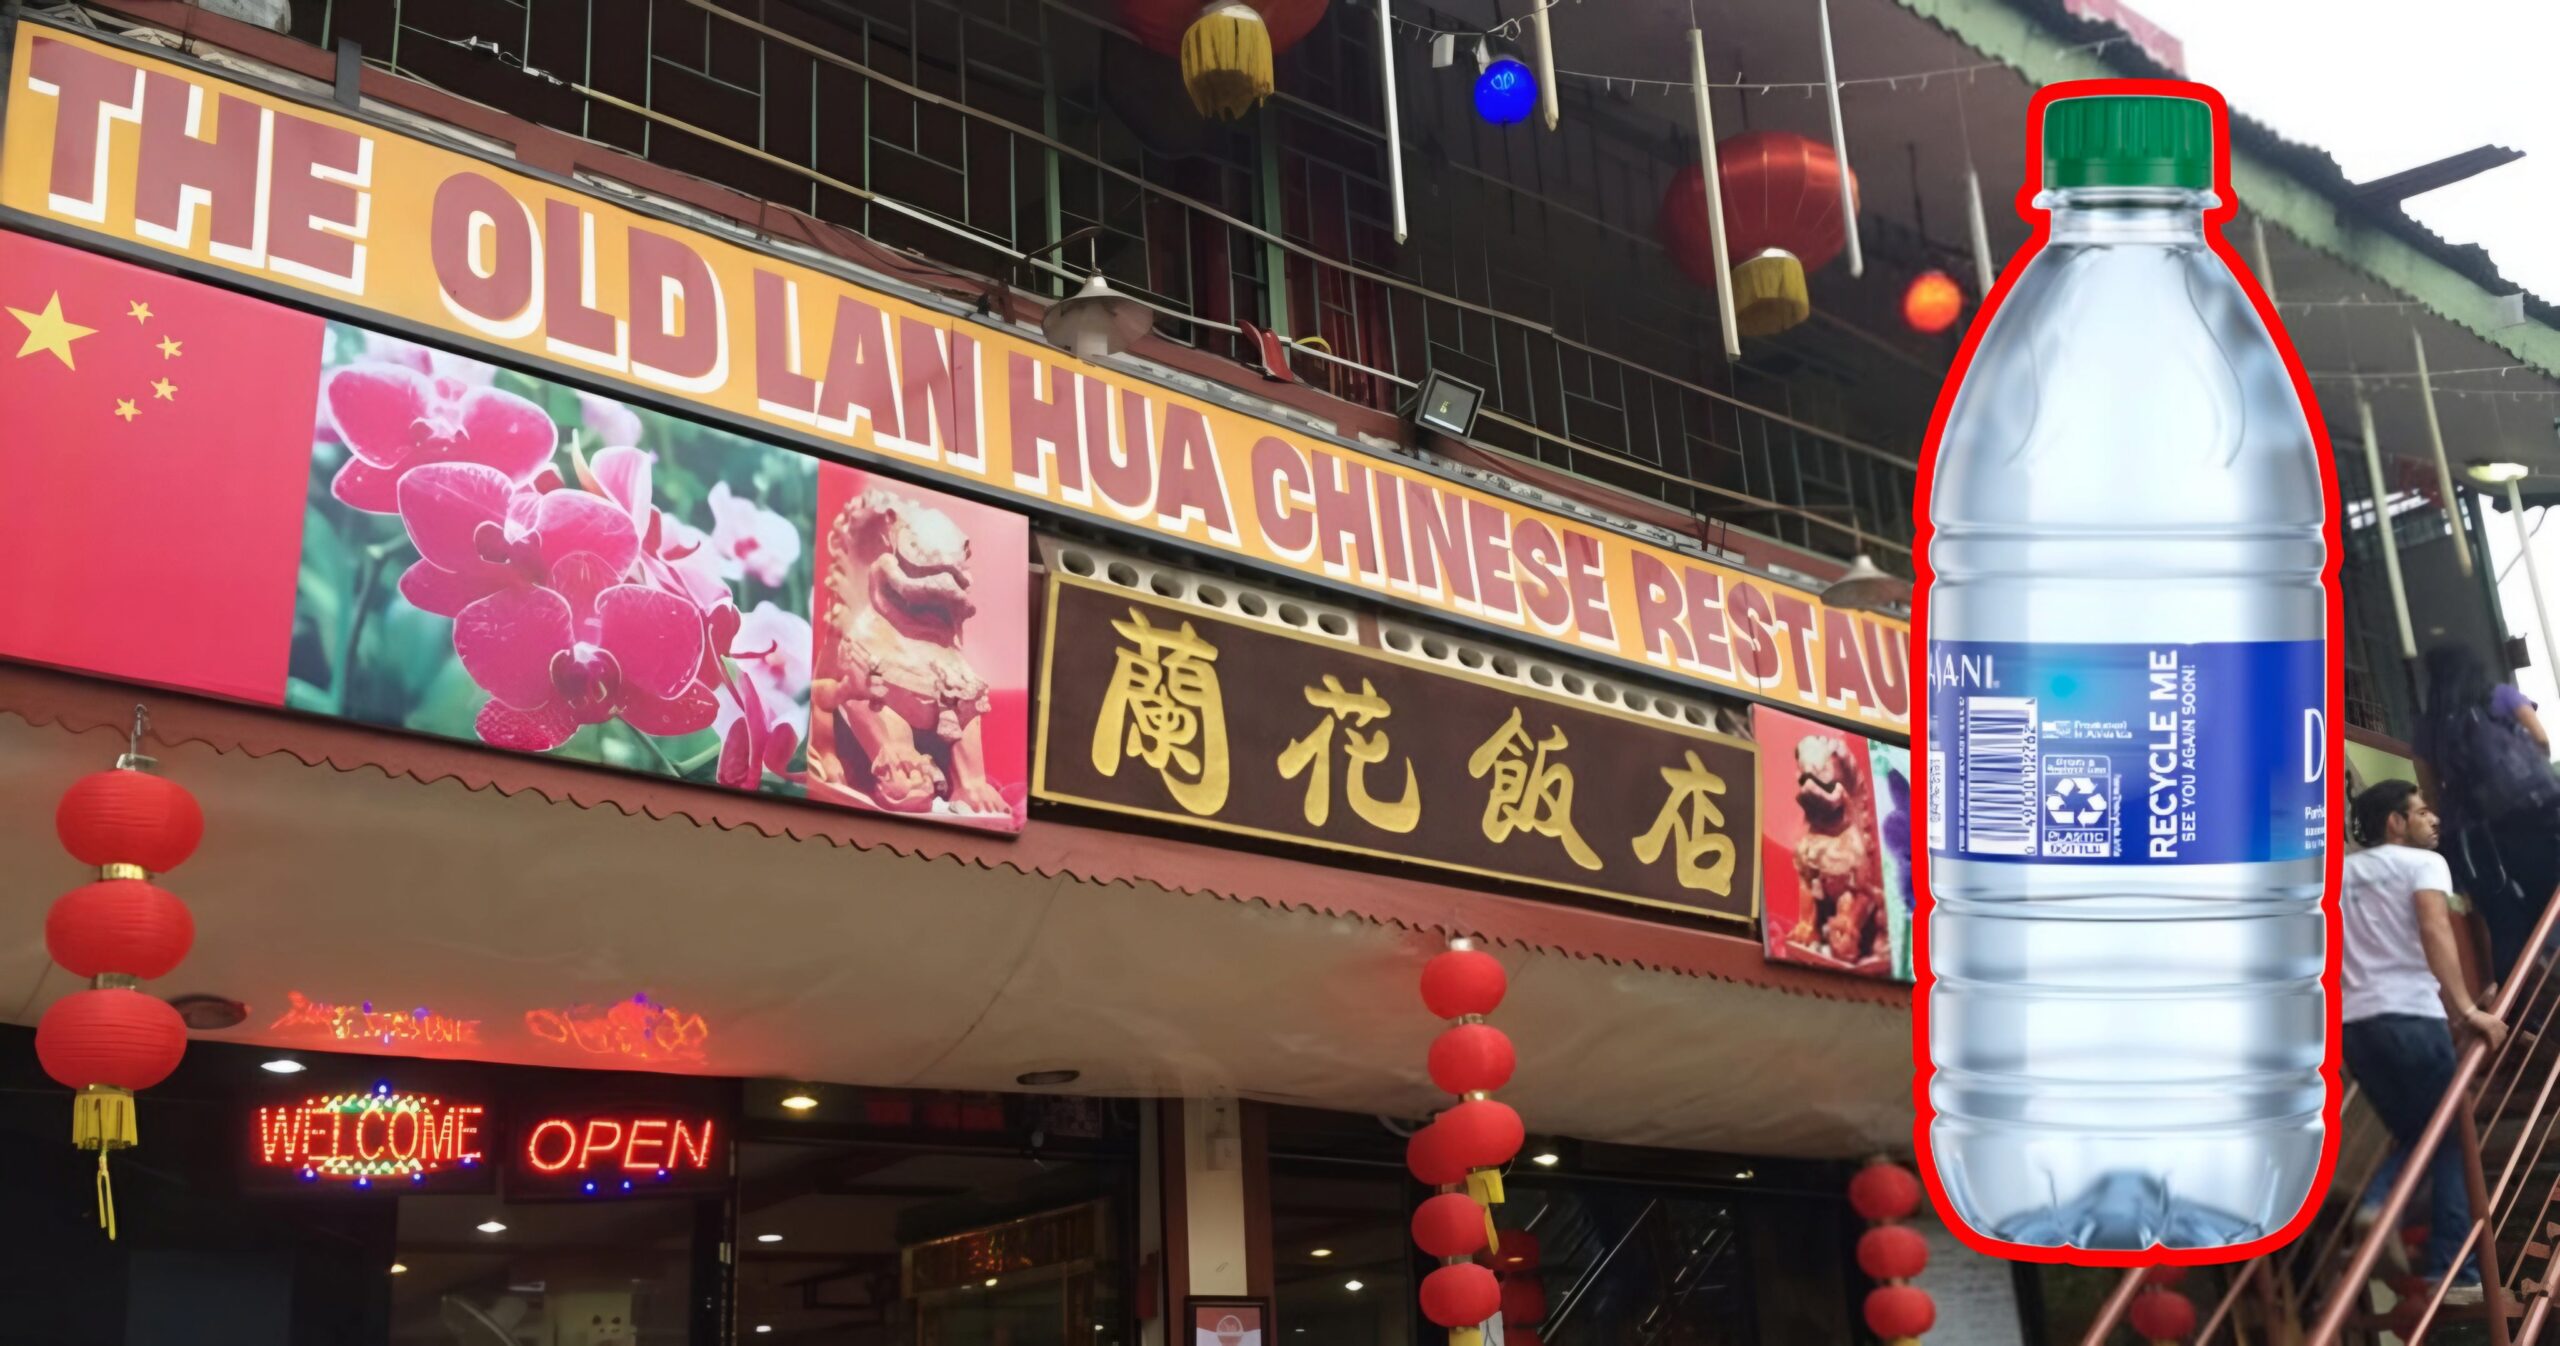 THE OLD LAN HUA CHINESE RESTAU
蘭花飯店
WELCOME
OPEN
ASANI
RECYCLE ME
SEE YOU AGAIN SOON!
PLASTIC
BOTTLE
D